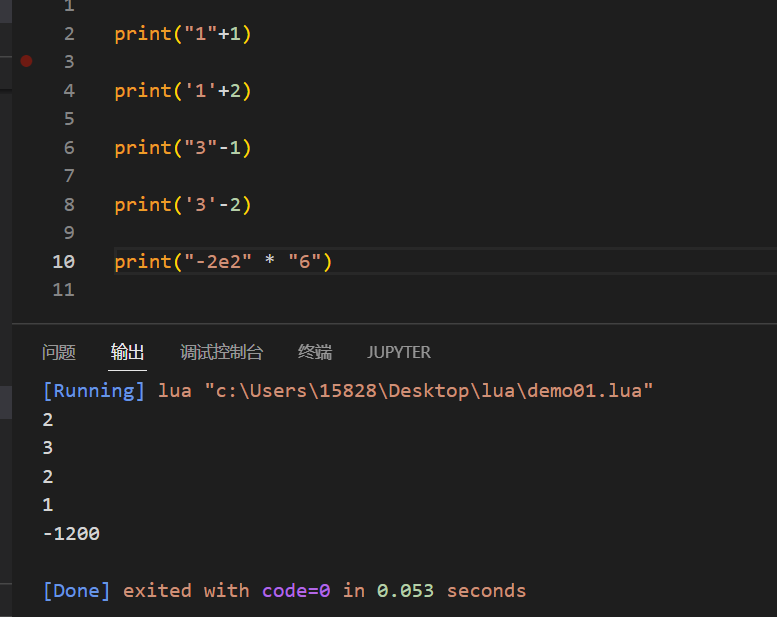 1
2 print("1"+1)
3
4 print('1'+2)
5
6 print("3"-1)
7
8 print('3'-2)
9
10 print("-2e2" * "6")
11
问题 输出 调试控制台 终端 JUPYTER
[Running] lua "c:\Users\15828\Desktop\lua\demo01.lua"
2
3
2
1
-1200
[Done] exited with code=0 in 0.053 seconds